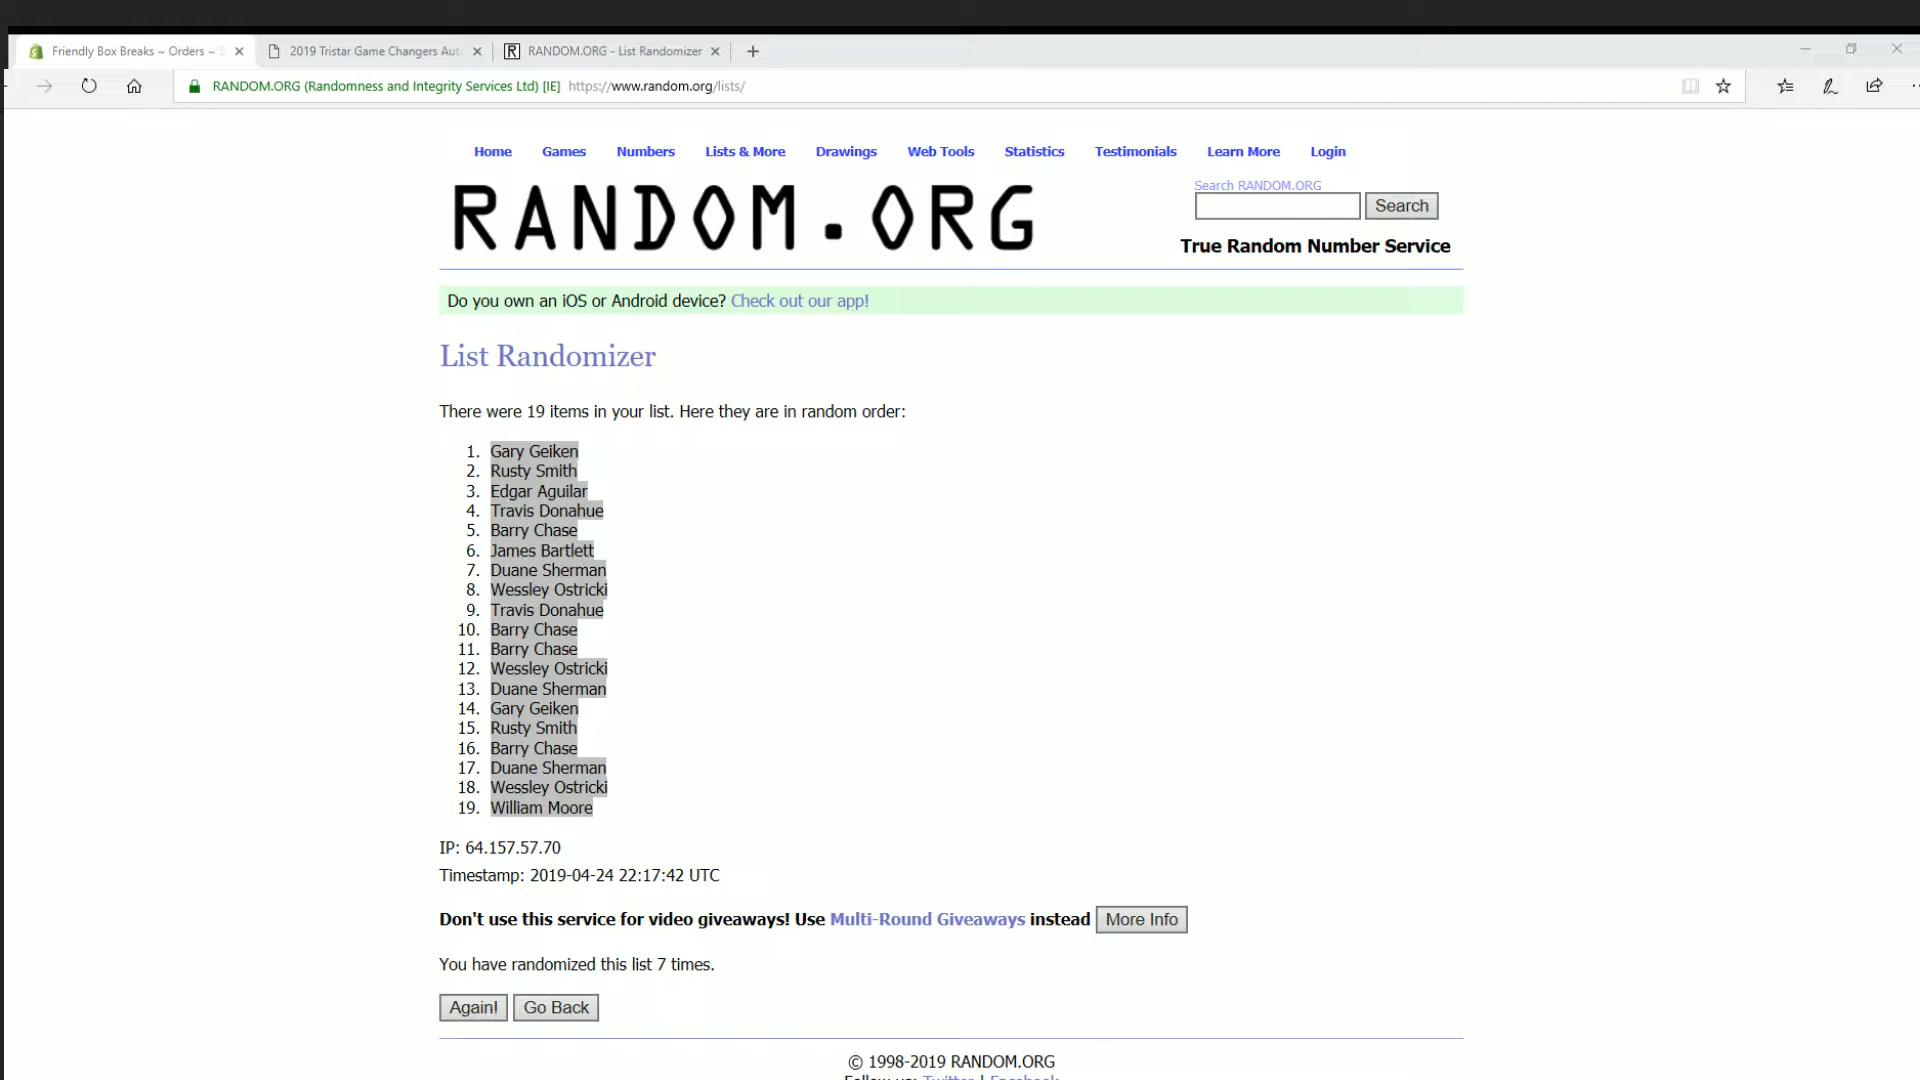 Friendly Box Breaks ~ Orders ~ S
2019 Tristar Game Changers Aut
RANDOM.ORG - List Randomizer
RANDOM.ORG (Randomness and Integrity Services Ltd) [IE] https://www.random.org/lists/
Home Games Numbers Lists & More Drawings Web Tools Statistics Testimonials Learn More Login
RANDOM.ORG
Search RANDOM.ORG
Search
True Random Number Service
Do you own an iOS or Android device? Check out our app!
List Randomizer
There were 19 items in your list. Here they are in random order:
1. Gary Geiken
2. Rusty Smith
3. Edgar Aguilar
4. Travis Donahue
5. Barry Chase
6. James Bartlett
7. Duane Sherman
8. Wessley Ostricki
9. Travis Donahue
10. Barry Chase
11. Barry Chase
12. Wessley Ostricki
13. Duane Sherman
14. Gary Geiken
15. Rusty Smith
16. Barry Chase
17. Duane Sherman
18. Wessley Ostricki
19. William Moore
IP: 64.157.57.70
Timestamp: 2019-04-24 22:17:42 UTC
Don't use this service for video giveaways! Use Multi-Round Giveaways instead More Info
You have randomized this list 7 times.
Again! Go Back
© 1998-2019 RANDOM.ORG
Follow us: Twitter | Facebook